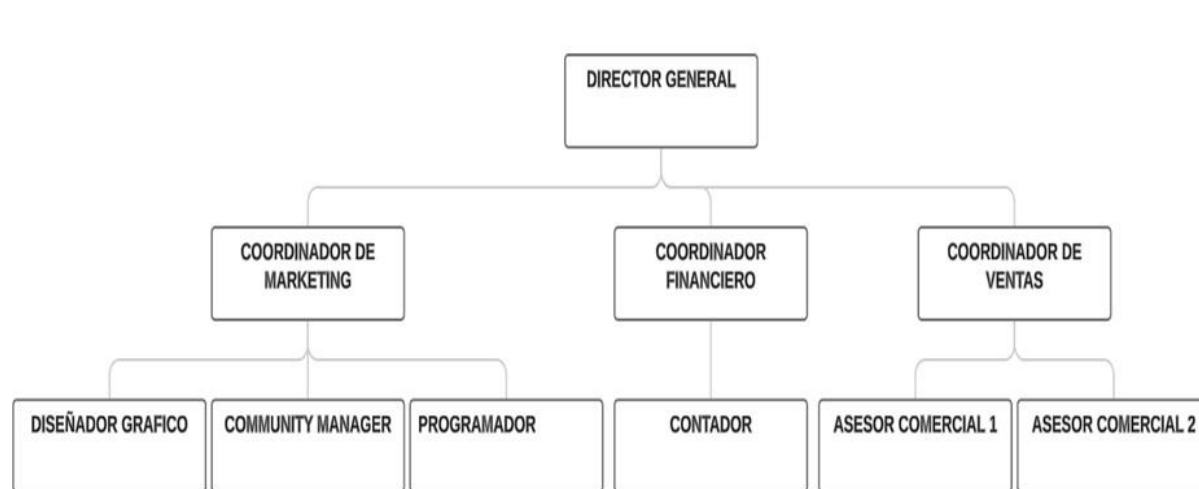 DIRECTOR GENERAL
COORDINADOR DE
MARKETING
COORDINADOR
FINANCIERO
COORDINADOR DE
VENTAS
DISEÑADOR GRAFICO
COMMUNITY MANAGER
PROGRAMADOR
CONTADOR
ASESOR COMERCIAL 1
ASESOR COMERCIAL 2